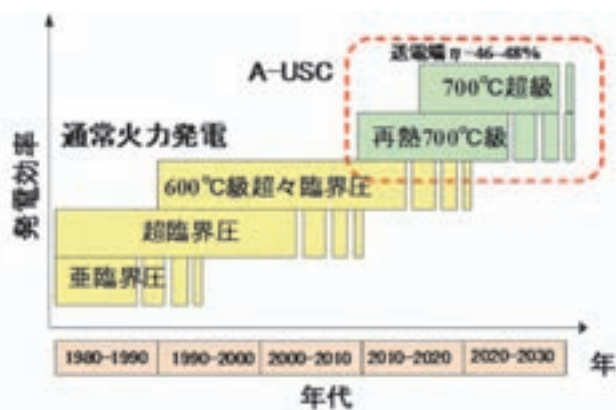 送電端 η-46-48%
A-USC
700℃超級
通常火力発電
再熱700℃級
600℃級超々臨界圧
超臨界圧
亜臨界圧
発電効率
1980-1990
1990-2000
2000-2010
2010-2020
2020-2030
年
年代